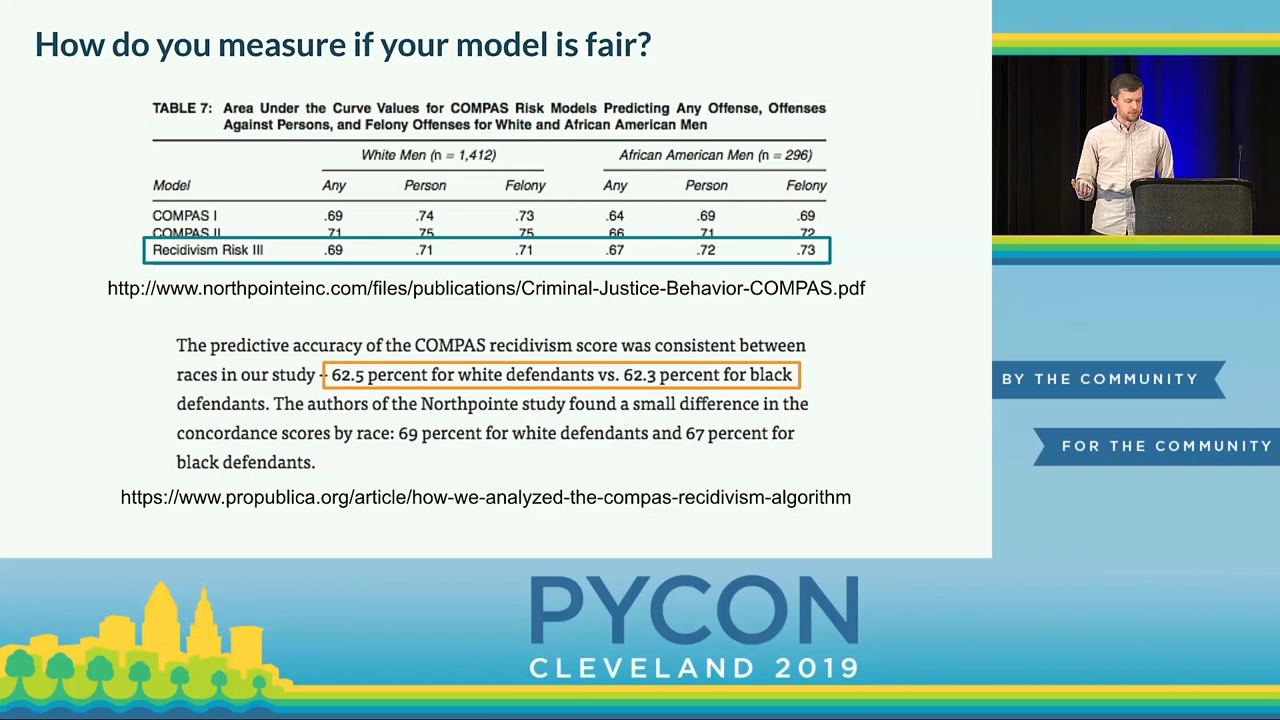 How do you measure if your model is fair?
TABLE 7: Area Under the Curve Values for COMPAS Risk Models Predicting Any Offense, Offenses
Against Persons, and Felony Offenses for White and African American Men
White Men (n = 1,412) African American Men (n = 296)
Model Any Person Felony Any Person Felony
COMPAS I .69 .74 .73 .64 .69 .69
COMPAS II .71 .75 .75 .66 .71 .72
Recidivism Risk III .69 .71 .71 .67 .72 .73
http://www.northpointeinc.com/files/publications/Criminal-Justice-Behavior-COMPAS.pdf
The predictive accuracy of the COMPAS recidivism score was consistent between
races in our study - 62.5 percent for white defendants vs. 62.3 percent for black
defendants. The authors of the Northpointe study found a small difference in the
concordance scores by race: 69 percent for white defendants and 67 percent for
black defendants.
https://www.propublica.org/article/how-we-analyzed-the-compas-recidivism-algorithm
BY THE COMMUNITY
FOR THE COMMUNITY
PYCON
CLEVELAND 2019